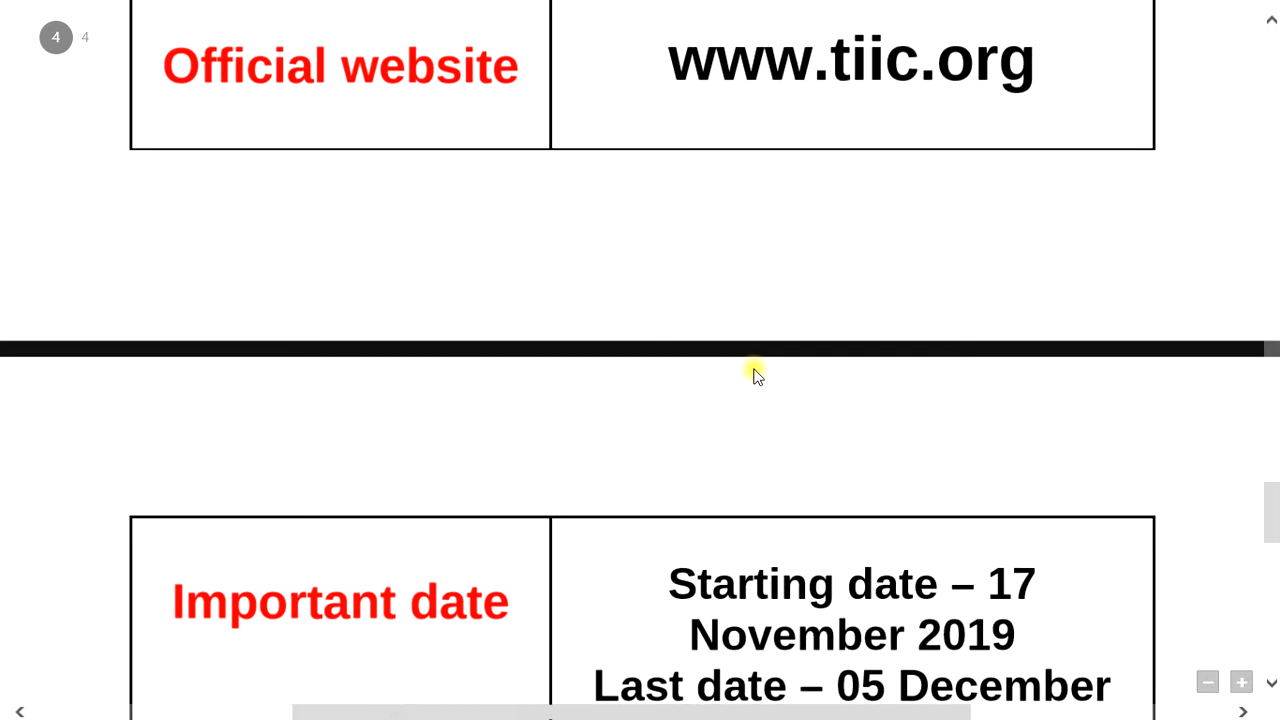 4 4
Official website
www.tiic.org
Important date
Starting date – 17
November 2019
Last date – 05 December